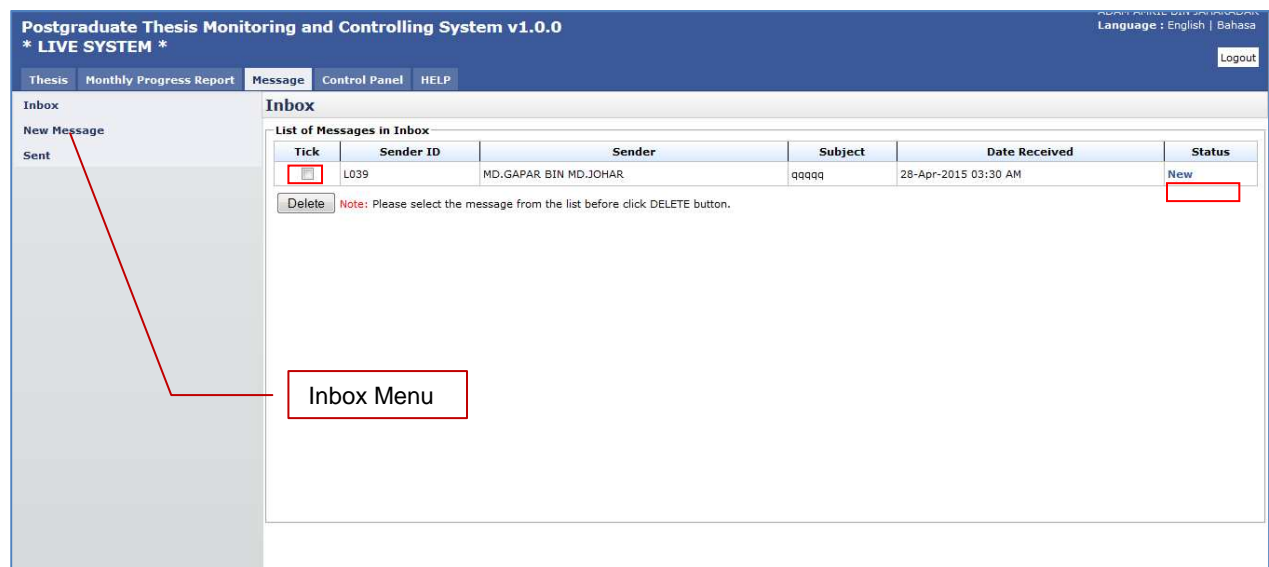 Postgraduate Thesis Monitoring and Controlling System v1.0.0
* LIVE SYSTEM *
Language : English | Bahasa
Logout
Thesis Monthly Progress Report Message Control Panel HELP
Inbox
New Message
Sent
Inbox
List of Messages in Inbox
Tick Sender ID Sender Subject Date Received Status
L039 MD.GAPAR BIN MD.JOHAR qqqqq 28-Apr-2015 03:30 AM New
Delete Note: Please select the message from the list before click DELETE button.
Inbox Menu